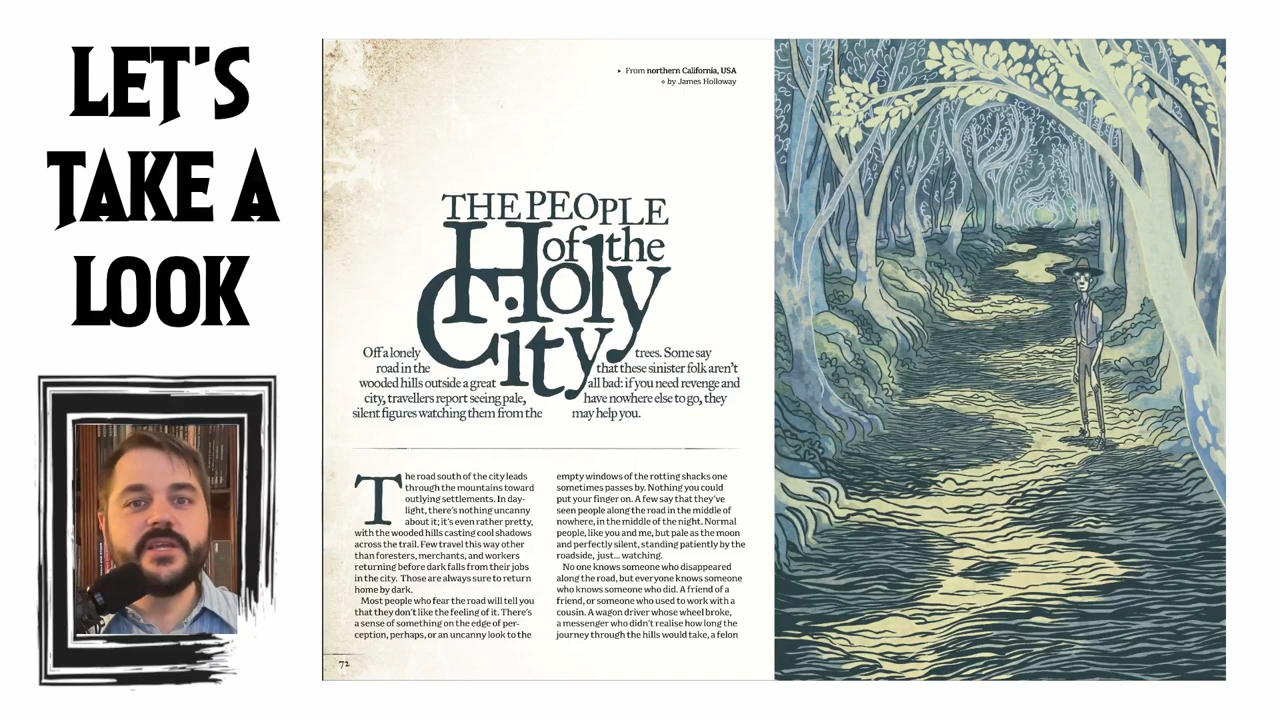 LET'S
TAKE A
LOOK
▸ From northern California, USA
⋄ by James Holloway
THE PEOPLE
of the
Holy
City
Off a lonely
road in the
wooded hills outside a great
city, travellers report seeing pale,
silent figures watching them from the
trees. Some say
that these sinister folk aren't
all bad: if you need revenge and
have nowhere else to go, they
may help you.
The road south of the city leads
through the mountains toward
outlying settlements. In day-
light, there's nothing uncanny
about it; it's even rather pretty,
with the wooded hills casting cool shadows
across the trail. Few travel this way other
than foresters, merchants, and workers
returning before dark falls from their jobs
in the city. Those are always sure to return
home by dark.
Most people who fear the road will tell you
that they don't like the feeling of it. There's
a sense of something on the edge of per-
ception, perhaps, or an uncanny look to the
empty windows of the rotting shacks one
sometimes passes by. Nothing you could
put your finger on. A few say that they've
seen people along the road in the middle of
nowhere, in the middle of the night. Normal
people, like you and me, but pale as the moon
and perfectly silent, standing patiently by the
roadside, just... watching.
No one knows someone who disappeared
along the road, but everyone knows someone
who knows someone who did. A friend of a
friend, or someone who used to work with a
cousin. A wagon driver whose wheel broke,
a messenger who didn't realise how long the
journey through the hills would take, a felon
72